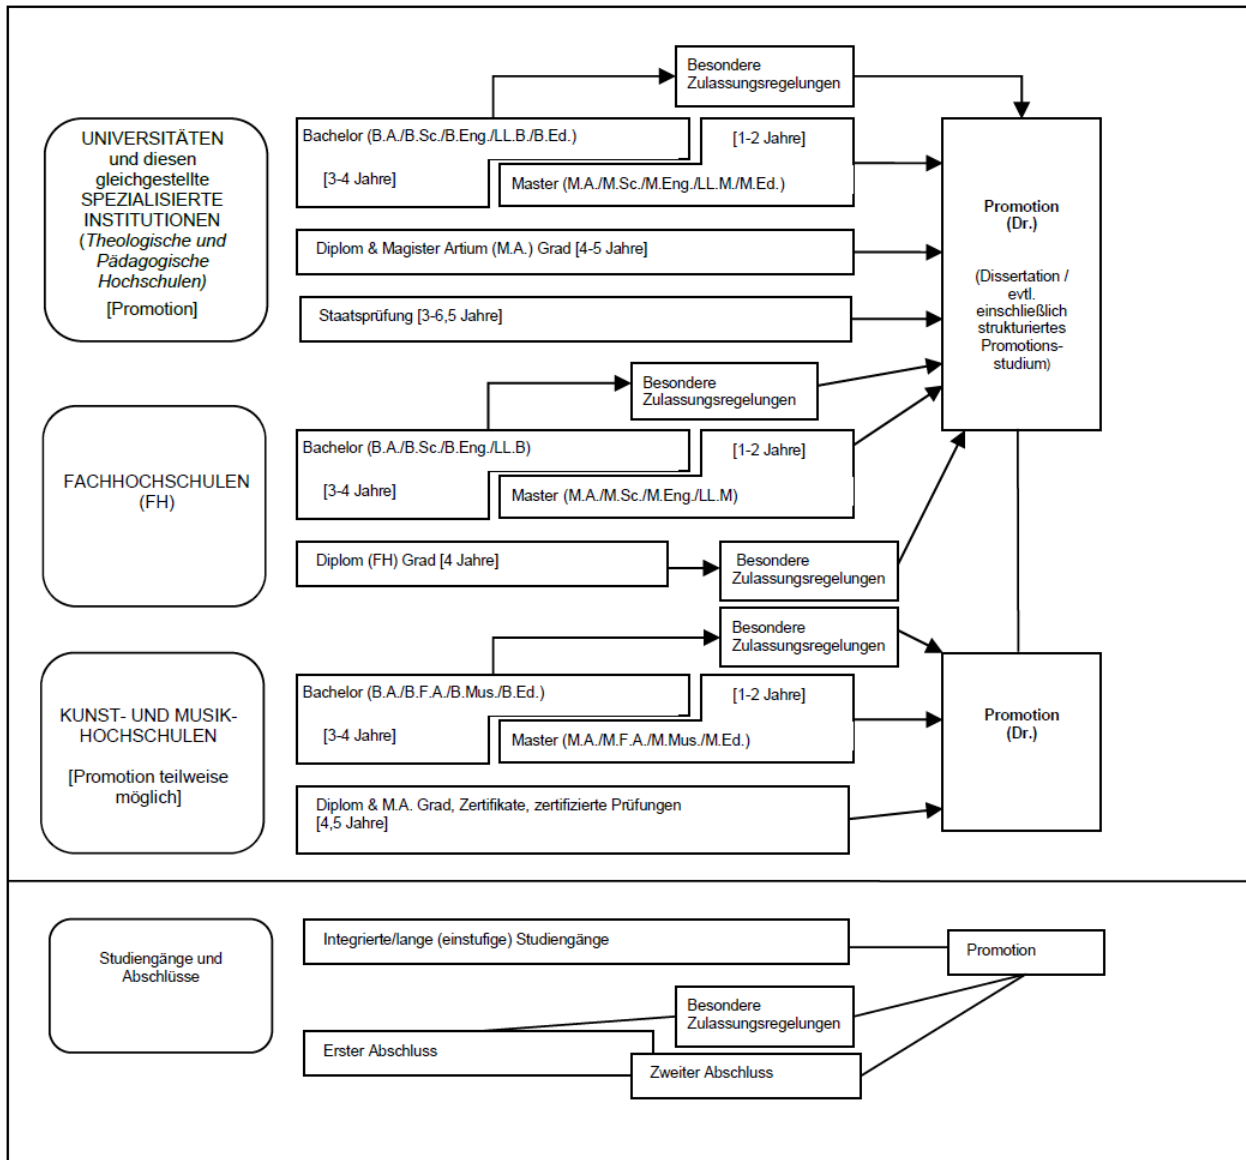 Besondere
Zulassungsregelungen
UNIVERSITÄTEN
und diesen
gleichgestellte
SPEZIALISIERTE
INSTITUTIONEN
(Theologische und
Pädagogische
Hochschulen)
[Promotion]
Bachelor (B.A./B.Sc./B.Eng./LL.B./B.Ed.)
[1-2 Jahre]
[3-4 Jahre]
Master (M.A./M.Sc./M.Eng./LL.M./M.Ed.)
Diplom & Magister Artium (M.A.) Grad [4-5 Jahre]
Staatsprüfung [3-6,5 Jahre]
Promotion
(Dr.)
(Dissertation /
evtl.
einschließlich
strukturiertes
Promotions-
studium)
Besondere
Zulassungsregelungen
FACHHOCHSCHULEN
(FH)
Bachelor (B.A./B.Sc./B.Eng./LL.B)
[1-2 Jahre]
[3-4 Jahre]
Master (M.A./M.Sc./M.Eng./LL.M)
Diplom (FH) Grad [4 Jahre]
Besondere
Zulassungsregelungen
Besondere
Zulassungsregelungen
KUNST- UND MUSIK-
HOCHSCHULEN
[Promotion teilweise
möglich]
Bachelor (B.A./B.F.A./B.Mus./B.Ed.)
[1-2 Jahre]
[3-4 Jahre]
Master (M.A./M.F.A./M.Mus./M.Ed.)
Diplom & M.A. Grad, Zertifikate, zertifizierte Prüfungen
[4,5 Jahre]
Promotion
(Dr.)
Studiengänge und
Abschlüsse
Integrierte/lange (einstufige) Studiengänge
Promotion
Besondere
Zulassungsregelungen
Erster Abschluss
Zweiter Abschluss